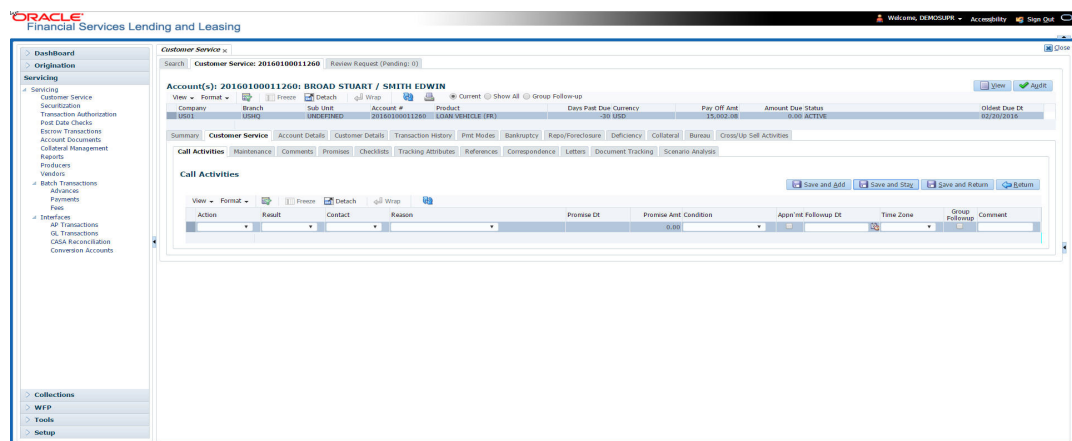 ORACLE
Financial Services Lending and Leasing
Welcome, DEMOSUPR Accessibility Sign Out
Close
DashBoard
Origination
Servicing
Servicing
Customer Service
Securitization
Transaction Authorization
Post Date Checks
Escrow Transactions
Account Documents
Collateral Management
Reports
Producers
Vendors
Batch Transactions
Advances
Payments
Fees
Interfaces
AP Transactions
GL Transactions
CASA Reconciliation
Conversion Accounts
Collections
WFP
Tools
Setup
Customer Service
Search Customer Service: 20160100011260 Review Request (Pending: 0)
Account(s): 20160100011260: BROAD STUART / SMITH EDWIN
View Audit
View Format Freeze Detach Wrap Current Show All Group Follow-up
Company Branch Sub Unit Account # Product Days Past Due Currency Pay Off Amt Amount Due Status Oldest Due Dt
US01 USHQ UNDEFINED 20160100011260 LOAN VEHICLE (FR) -30 USD 15,002.08 0.00 ACTIVE 02/20/2016
Summary Customer Service Account Details Customer Details Transaction History Pmt Modes Bankruptcy Repo/Foreclosure Deficiency Collateral Bureau Cross/Up Sell Activities
Call Activities Maintenance Comments Promises Checklists Tracking Attributes References Correspondence Letters Document Tracking Scenario Analysis
Call Activities
Save and Add Save and Stay Save and Return Return
View Format Freeze Detach Wrap
Action Result Contact Reason Promise Dt Promise Amt Condition Appn'mt Followup Dt Time Zone Group Followup Comment
0.00